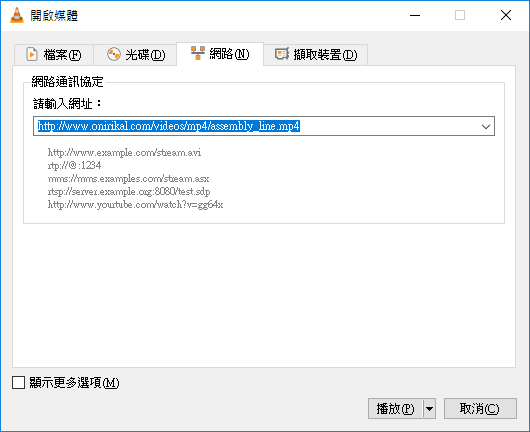 開啟媒體
檔案(F)
光碟(D)
網路(N)
擷取裝置(D)
網路通訊協定
請輸入網址：
http://www.onirikal.com/videos/mp4/assembly_line.mp4
http://www.example.com/stream.avi
rtp://@:1234
mms://mms.examples.com/stream.asx
rtsp://server.example.org:8080/test.sdp
http://www.yourtube.com/watch?v=gg64x
顯示更多選項(M)
播放(P)
取消(C)